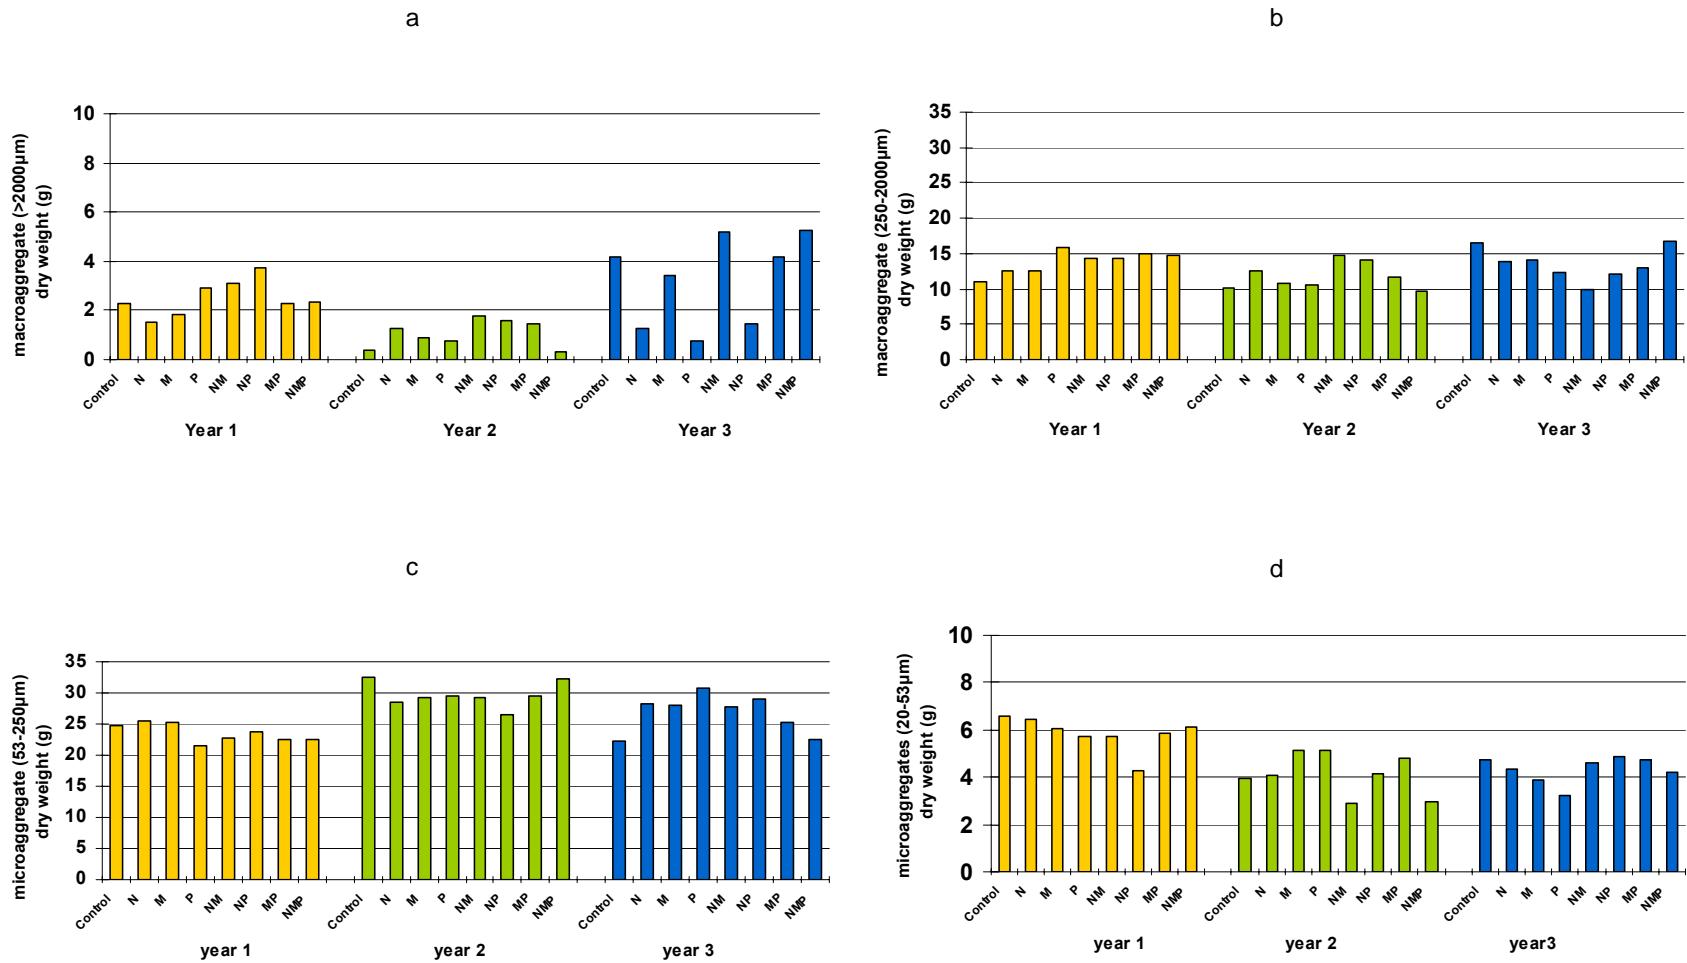 a
macroaggregate (>2000µm)
dry weight (g)
10
8
6
4
2
0
Control N M P NM NP MP NMP Control N M P NM NP MP NMP Control N M P NM NP MP NMP
Year 1 Year 2 Year 3
b
macroaggregate (250-2000µm)
dry weight (g)
35
30
25
20
15
10
5
0
Control N M P NM NP MP NMP Control N M P NM NP MP NMP Control N M P NM NP MP NMP
Year 1 Year 2 Year 3
c
microaggregate (53-250µm)
dry weight (g)
35
30
25
20
15
10
5
0
Control N M P NM NP MP NMP Control N M P NM NP MP NMP Control N M P NM NP MP NMP
year 1 year 2 year 3
d
microaggregates (20-53µm)
dry weight (g)
10
8
6
4
2
0
Control N M P NM NP MP NMP Control N M P NM NP MP NMP Control N M P NM NP MP NMP
year 1 year 2 year3